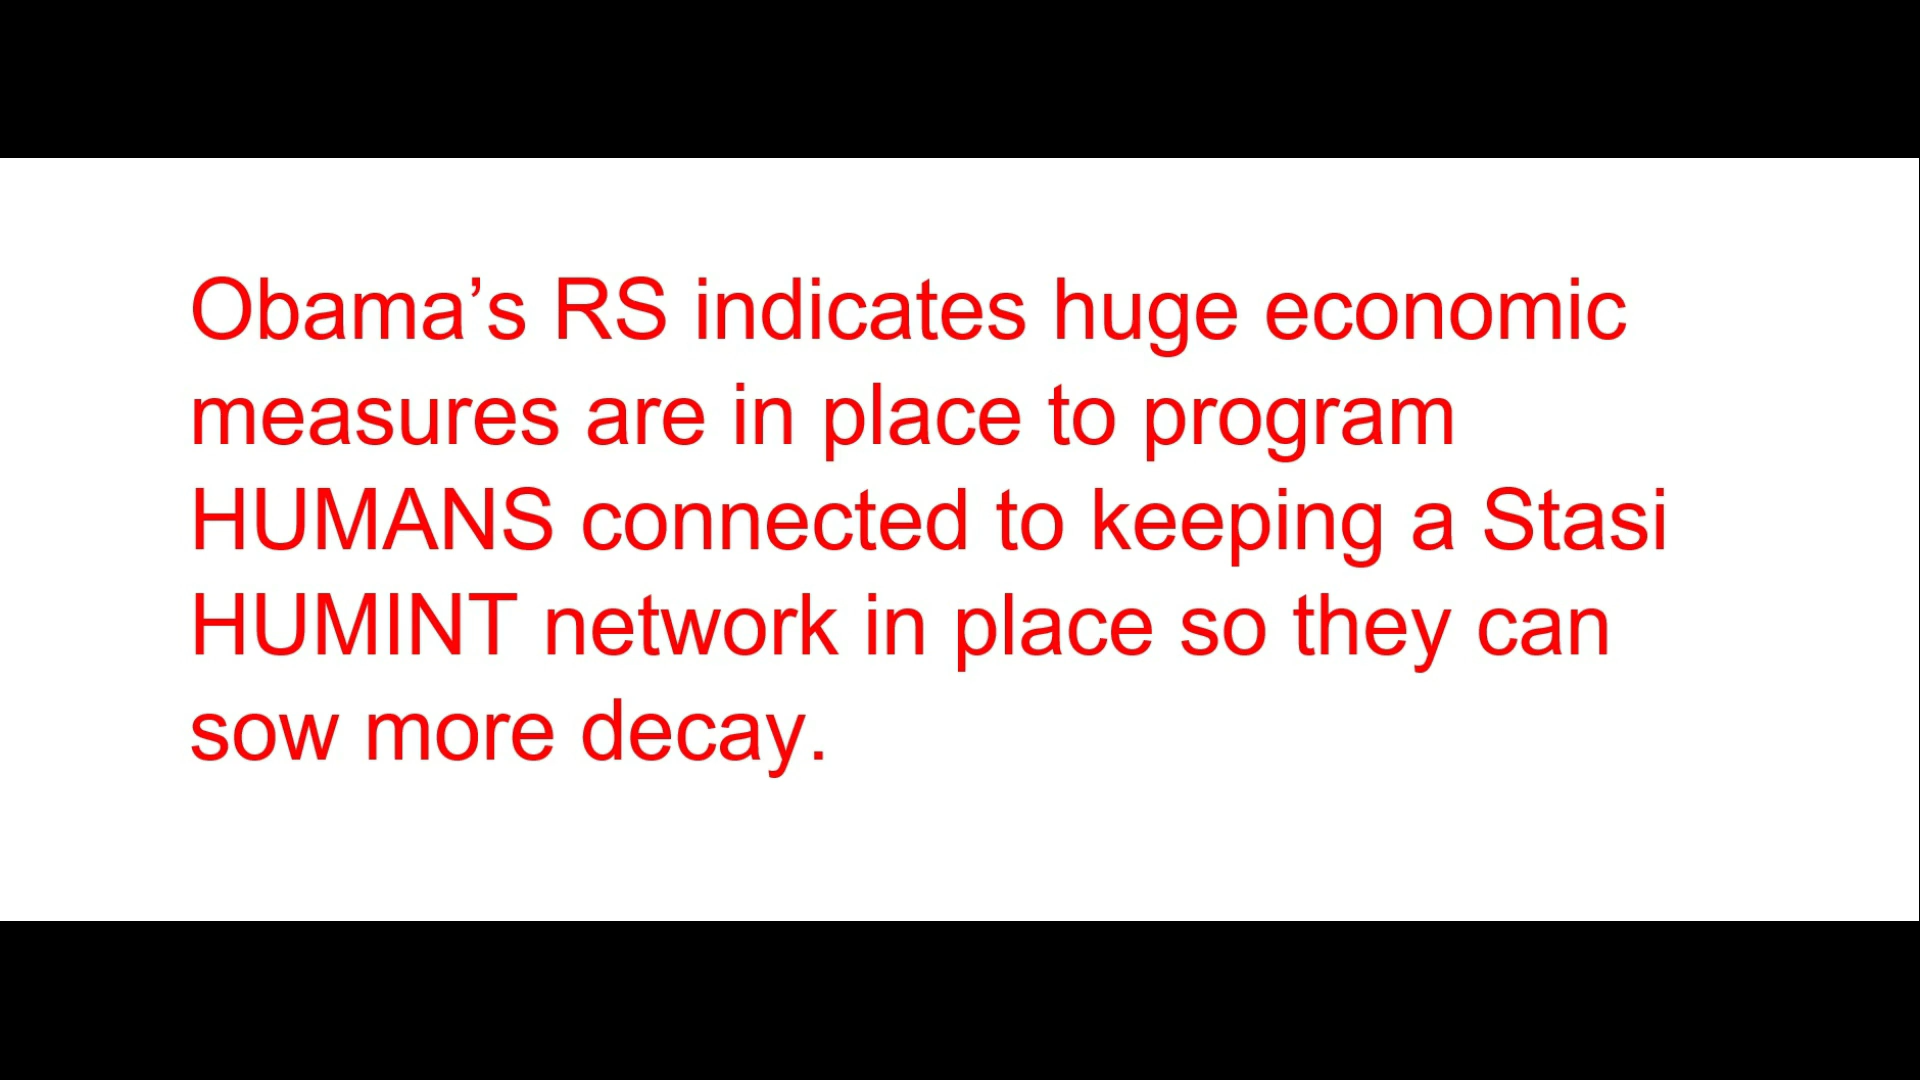 Obama’s RS indicates huge economic
measures are in place to program
HUMANS connected to keeping a Stasi
HUMINT network in place so they can
sow more decay.